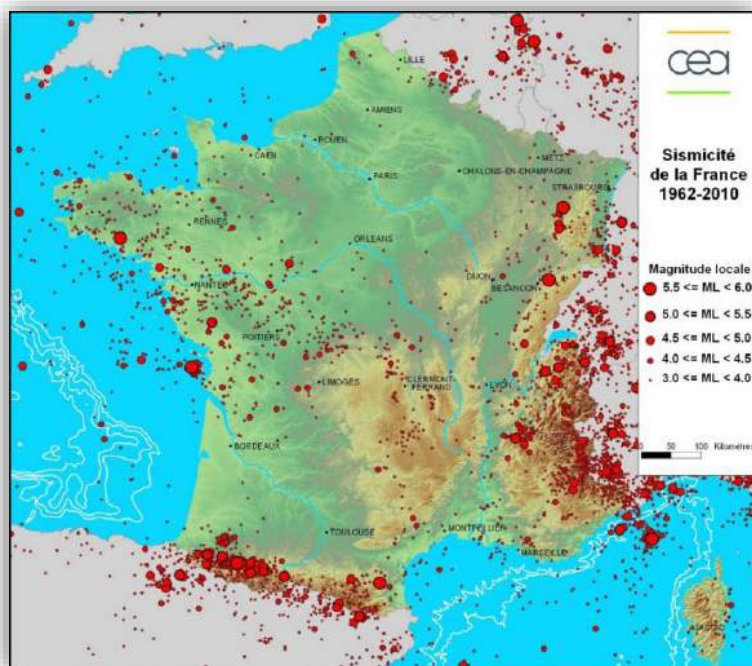 cea
Sismicité
de la France
1962-2010
Magnitude locale
5.5 <= ML < 6.0
5.0 <= ML < 5.5
4.5 <= ML < 5.0
4.0 <= ML < 4.5
3.0 <= ML < 4.0
50 100 Kilomètres
LILLE
AMIENS
ROUEN
CAEN
METZ
CHALONS-EN-CHAMPAGNE
PARIS
STRASBOURG
RENNES
ORLEANS
DIJON
BESANCON
NANTES
POITIERS
LIMOGES
CLERMONT-
FERRAND
LYON
BORDEAUX
TOULOUSE
MONTPELLIER
MARSEILLE
AJACCIO